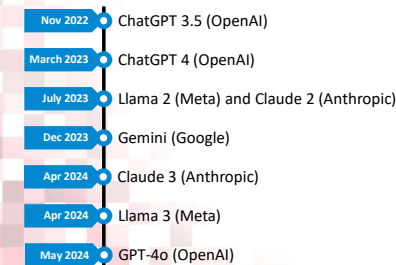 Nov 2022 ChatGPT 3.5 (OpenAI)
March 2023 ChatGPT 4 (OpenAI)
July 2023 Llama 2 (Meta) and Claude 2 (Anthropic)
Dec 2023 Gemini (Google)
Apr 2024 Claude 3 (Anthropic)
Apr 2024 Llama 3 (Meta)
May 2024 GPT-4o (OpenAI)